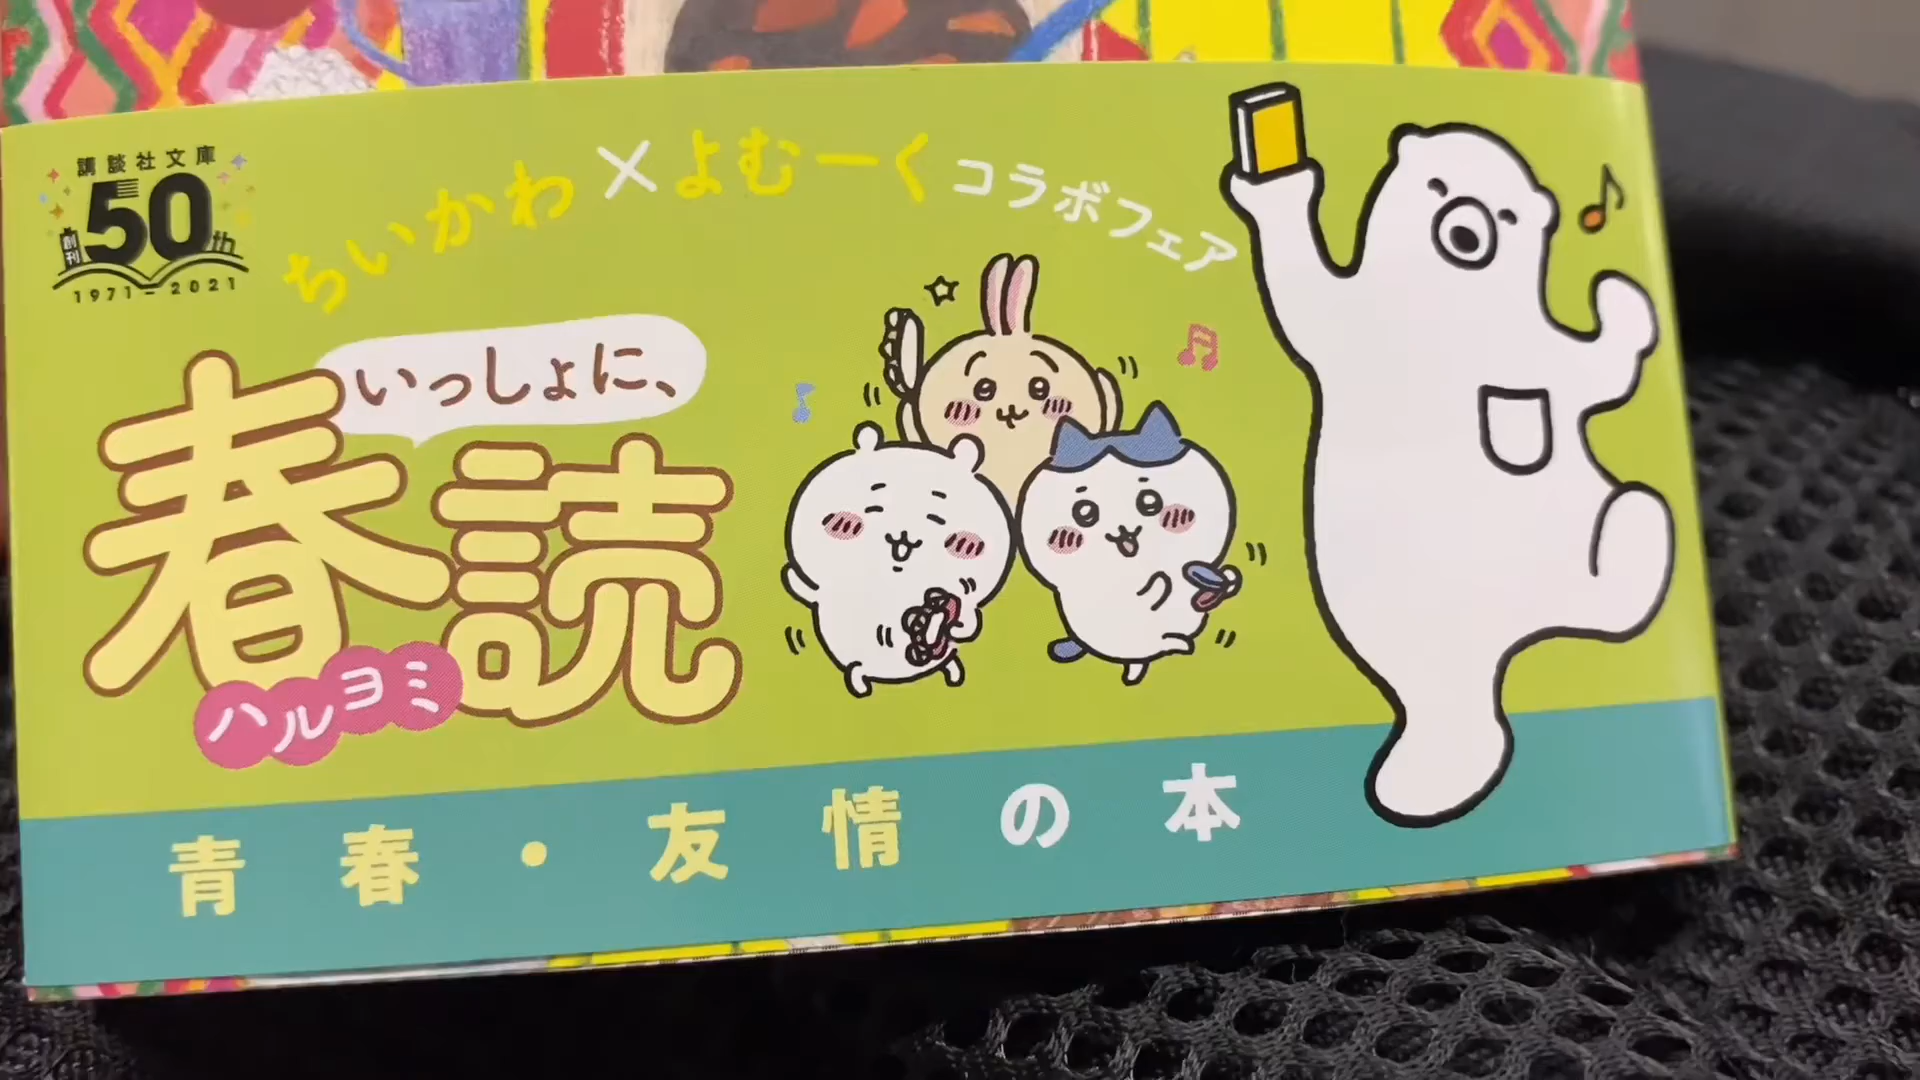 講談社文庫
創刊
50th
1971-2021
ちいかわ×よむーくコラボフェア
いっしょに、
春読
ハルヨミ
青春・友情の本